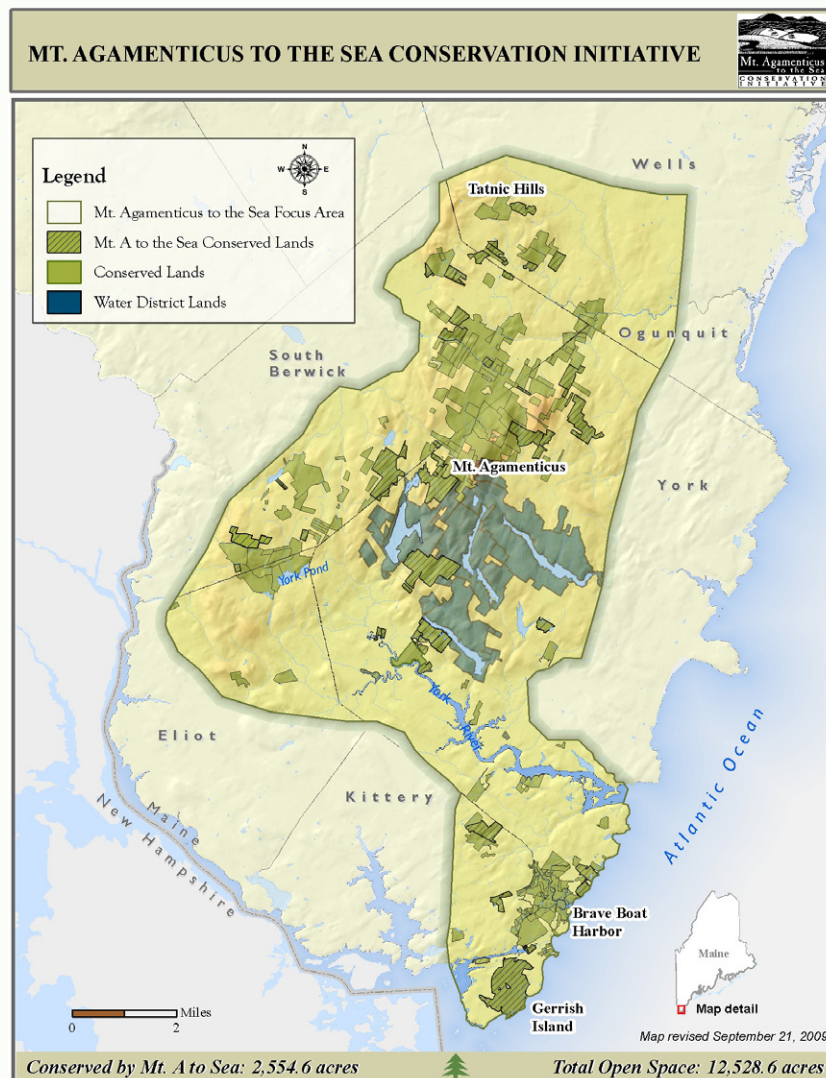 MT. AGAMENTICUS TO THE SEA CONSERVATION INITIATIVE
Mt. Agamenticus
to the Sea
CONSERVATION
INITIATIVE
Legend
N
W
E
S
Mt. Agamenticus to the Sea Focus Area
Mt. A to the Sea Conserved Lands
Conserved Lands
Water District Lands
Wells
Tatnic Hills
Ogunquit
South
Berwick
Mt. Agamenticus
York
York Pond
York
River
Eliot
Kittery
Maine
New Hampshire
Atlantic Ocean
Brave Boat
Harbor
Gerrish
Island
Maine
Map detail
Miles
0
2
Map revised September 21, 2009
Conserved by Mt. A to Sea: 2,554.6 acres
Total Open Space: 12,528.6 acres